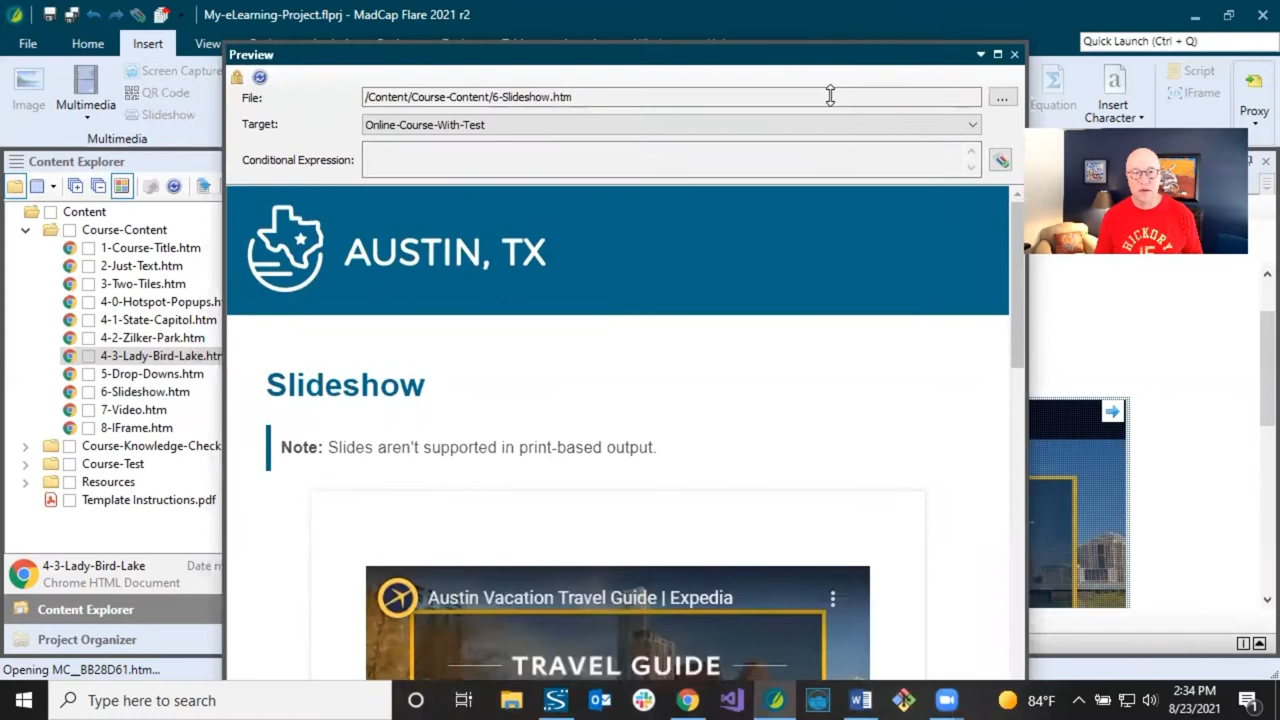 My-eLearning-Project.flprj - MadCap Flare 2021 r2
File Home Insert View
Quick Launch (Ctrl + Q)
Preview
Image
Multimedia
Screen Capture
QR Code
Slideshow
Multimedia
Equation
Insert Character
Script
IFrame
Proxy
File: /Content/Course-Content/6-Slideshow.htm
...
Target: Online-Course-With-Test
Conditional Expression:
Content Explorer
Content
Course-Content
1-Course-Title.htm
2-Just-Text.htm
3-Two-Tiles.htm
4-0-Hotspot-Popups.h
4-1-State-Capitol.htm
4-2-Zilker-Park.htm
4-3-Lady-Bird-Lake.htm
5-Drop-Downs.htm
6-Slideshow.htm
7-Video.htm
8-IFrame.htm
Course-Knowledge-Check
Course-Test
Resources
Template Instructions.pdf
4-3-Lady-Bird-Lake Date m
Chrome HTML Document
Content Explorer
Project Organizer
Opening MC__BB28D61.htm...
AUSTIN, TX
Slideshow
Note: Slides aren't supported in print-based output.
Austin Vacation Travel Guide | Expedia
TRAVEL GUIDE
HICKORY
Type here to search
84°F
2:34 PM
8/23/2021
1